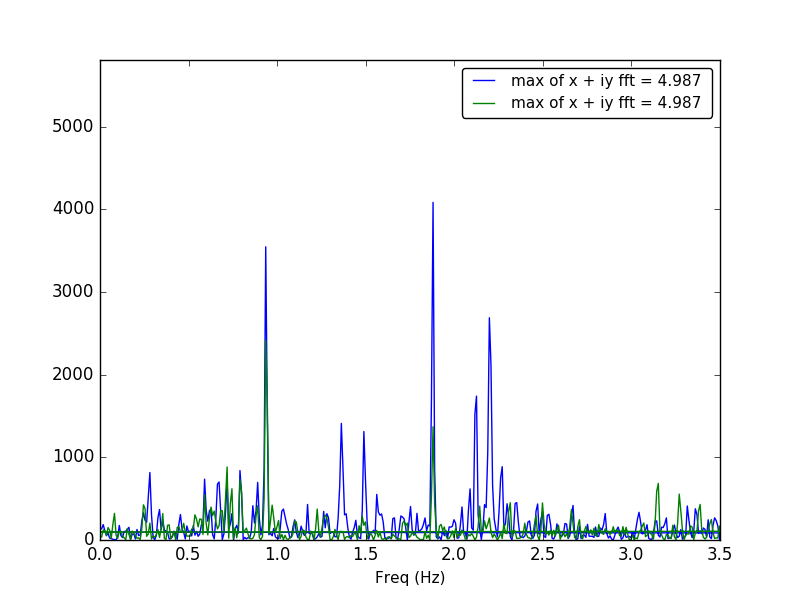 max of x + iy fft = 4.987
max of x + iy fft = 4.987
5000
4000
3000
2000
1000
0
0.0 0.5 1.0 1.5 2.0 2.5 3.0 3.5
Freq (Hz)